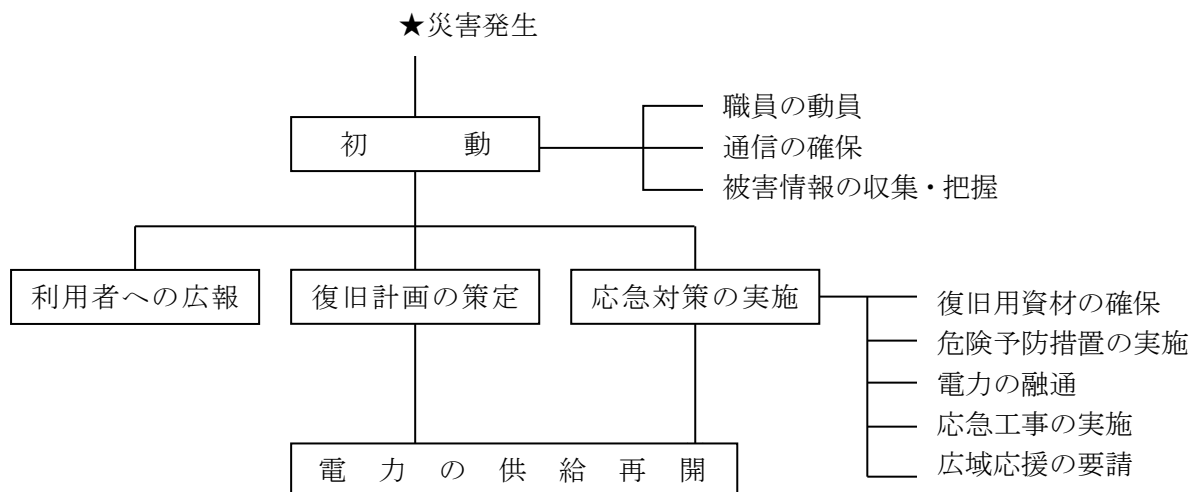 ★災害発生
初動
職員の動員
通信の確保
被害情報の収集・把握
利用者への広報
復旧計画の策定
応急対策の実施
復旧用資材の確保
危険予防措置の実施
電力の融通
応急工事の実施
広域応援の要請
電力の供給再開